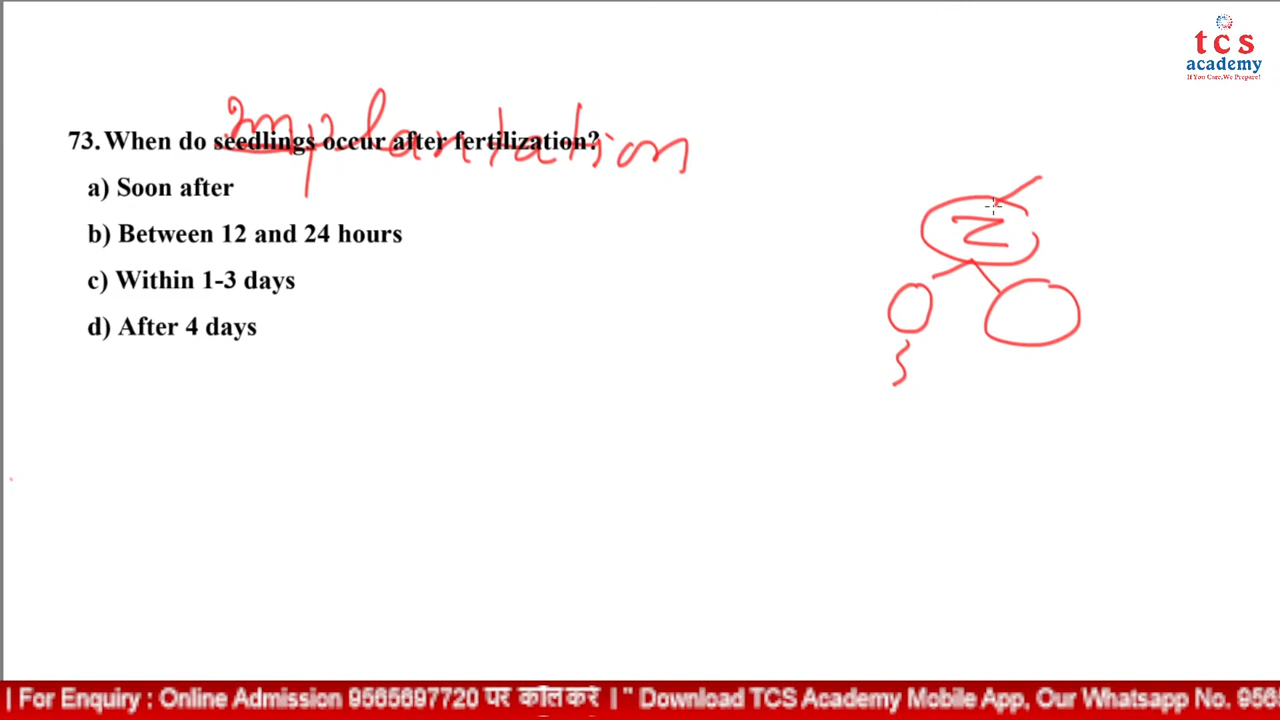 tcs
academy
If You Care, We Prepare!
Implantation
73. When do seedlings occur after fertilization?
a) Soon after
b) Between 12 and 24 hours
c) Within 1-3 days
d) After 4 days
Z
| For Enquiry : Online Admission 9565697720 पर कॉल करें | " Download TCS Academy Mobile App, Our Whatsapp No. 956